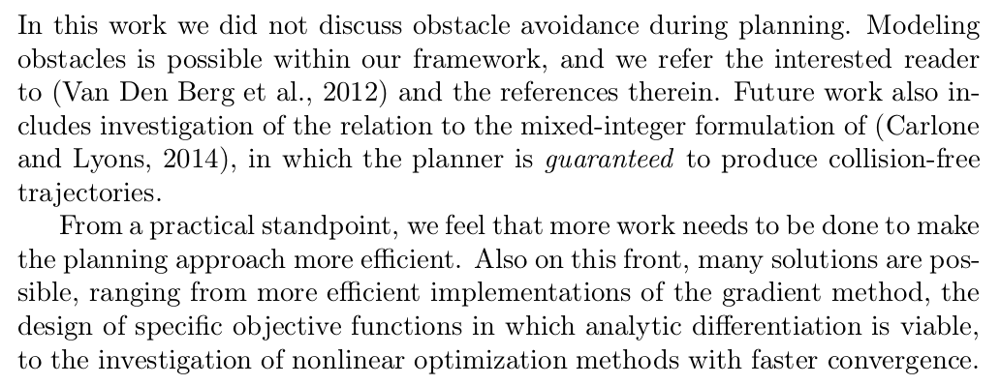 In this work we did not discuss obstacle avoidance during planning. Modeling
obstacles is possible within our framework, and we refer the interested reader
to (Van Den Berg et al., 2012) and the references therein. Future work also in-
cludes investigation of the relation to the mixed-integer formulation of (Carlone
and Lyons, 2014), in which the planner is guaranteed to produce collision-free
trajectories.
From a practical standpoint, we feel that more work needs to be done to make
the planning approach more efficient. Also on this front, many solutions are pos-
sible, ranging from more efficient implementations of the gradient method, the
design of specific objective functions in which analytic differentiation is viable,
to the investigation of nonlinear optimization methods with faster convergence.